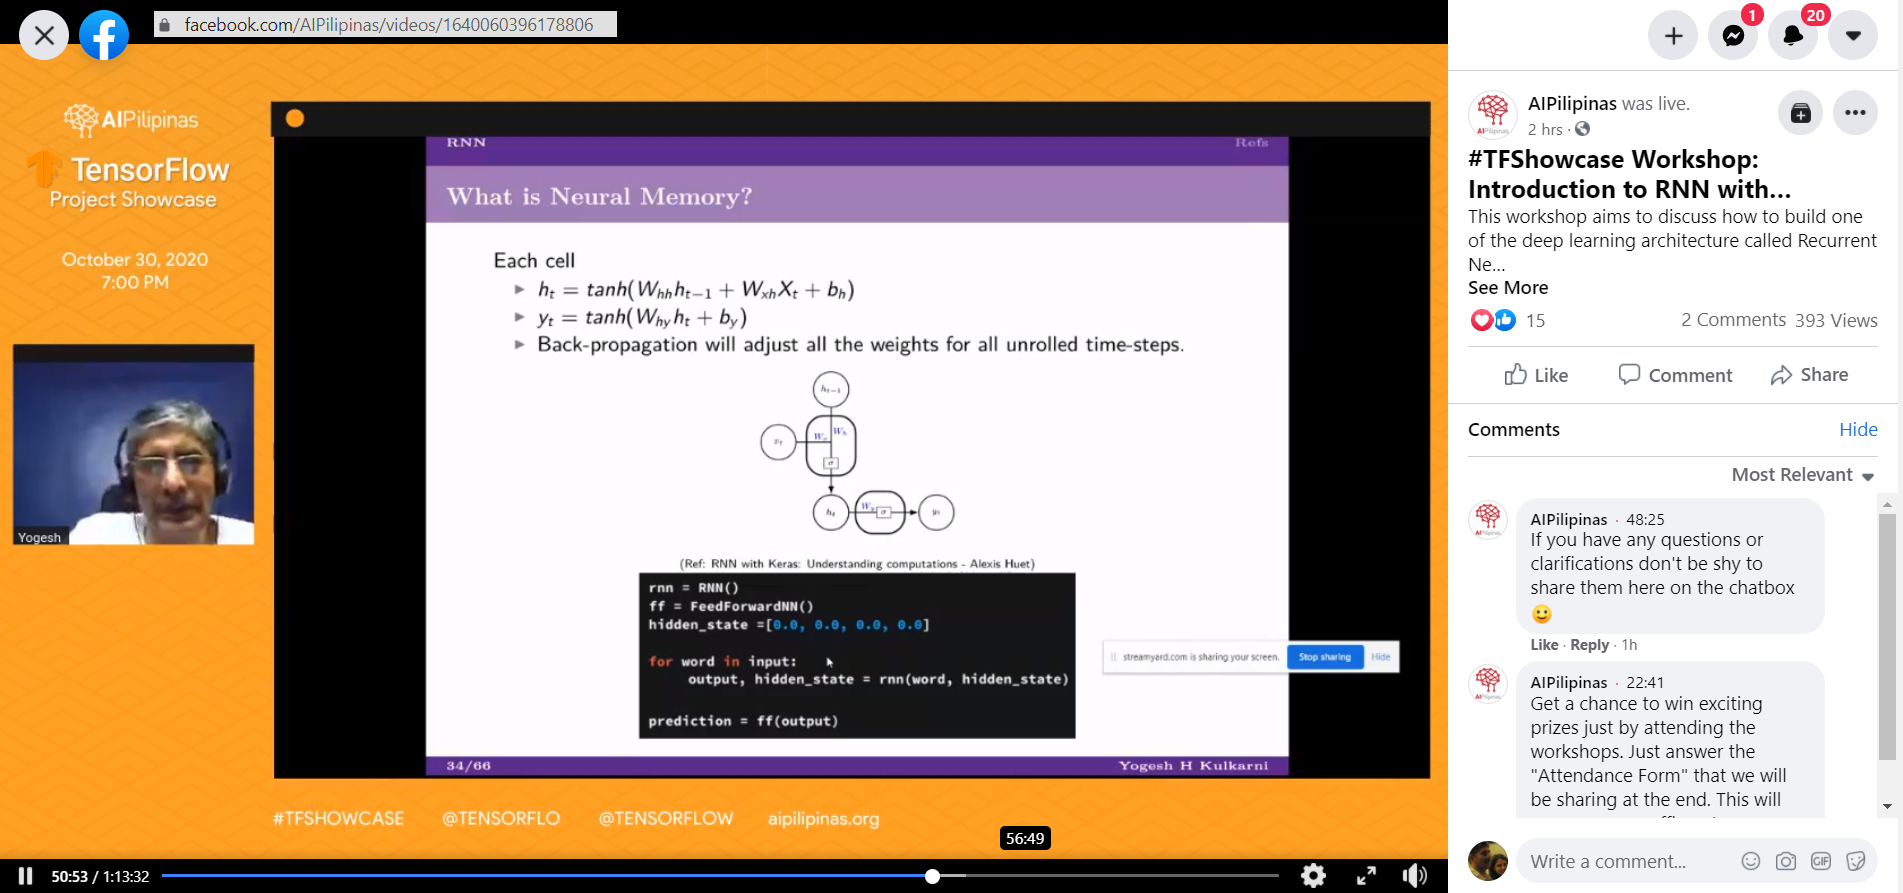 facebook.com/AIPilipinas/videos/1640060396178806
AIPilipinas
TensorFlow
Project Showcase
October 30, 2020
7:00 PM
Yogesh
RNN
Refs
What is Neural Memory?
Each cell
▶ h_t = tanh(W_hh h_{t−1} + W_xh X_t + b_h)
▶ y_t = tanh(W_hy h_t + b_y)
▶ Back-propagation will adjust all the weights for all unrolled time-steps.
h_{t−1}
W_h
W_x
x_t
σ
h_t
W_y
σ
y_t
(Ref: RNN with Keras: Understanding computations - Alexis Huet)
rnn = RNN()
ff = FeedForwardNN()
hidden_state =[0.0, 0.0, 0.0, 0.0]
for word in input:
output, hidden_state = rnn(word, hidden_state)
prediction = ff(output)
34/66
Yogesh H Kulkarni
streamyard.com is sharing your screen.
Stop sharing
Hide
#TFSHOWCASE
@TENSORFLO
@TENSORFLOW
aipilipinas.org
56:49
50:53 / 1:13:32
1
20
AIPilipinas was live.
2 hrs ·
#TFShowcase Workshop:
Introduction to RNN with...
This workshop aims to discuss how to build one
of the deep learning architecture called Recurrent
Ne...
See More
15
2 Comments 393 Views
Like
Comment
Share
Comments
Hide
Most Relevant
AIPilipinas · 48:25
If you have any questions or
clarifications don't be shy to
share them here on the chatbox
🙂
Like · Reply · 1h
AIPilipinas · 22:41
Get a chance to win exciting
prizes just by attending the
workshops. Just answer the
"Attendance Form" that we will
be sharing at the end. This will
Write a comment...
GIF